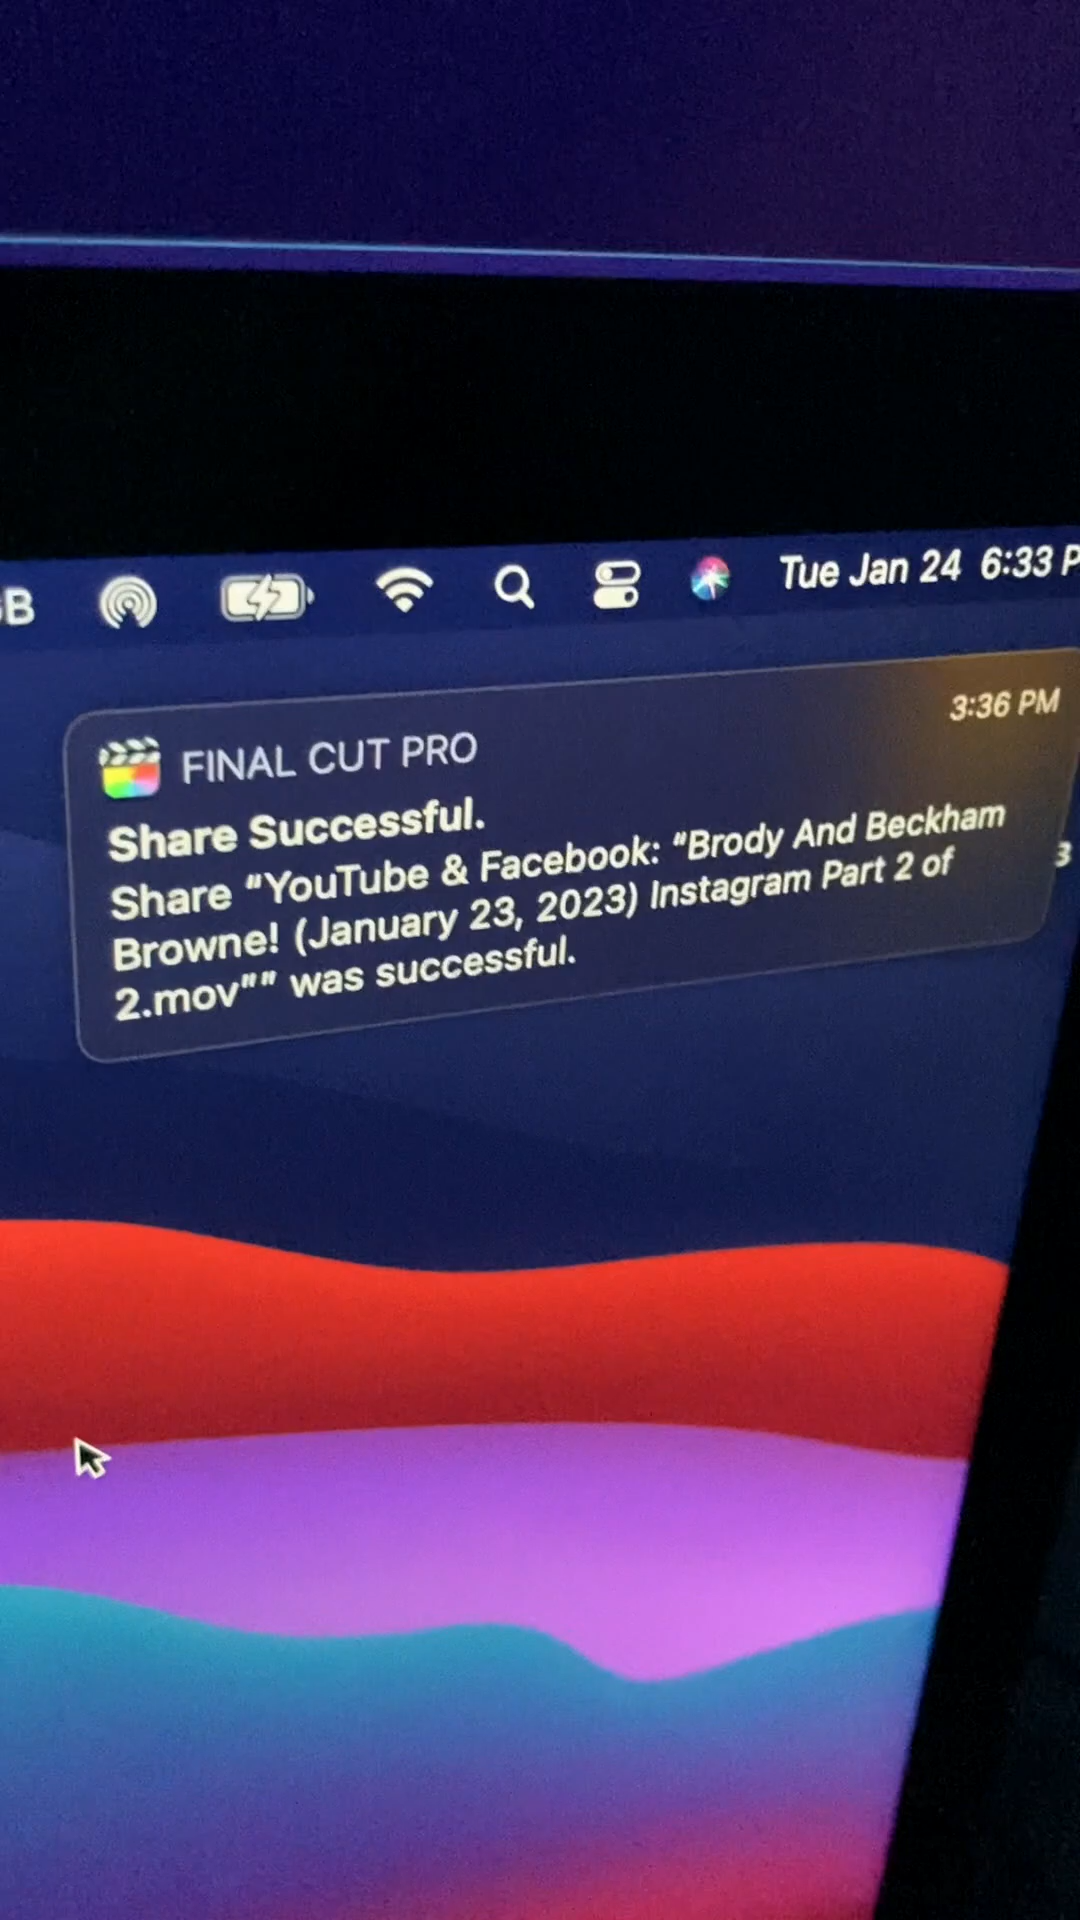 B
Tue Jan 24 6:33 P
3:36 PM
FINAL CUT PRO
Share Successful.
Share “YouTube & Facebook: “Brody And Beckham
Browne! (January 23, 2023) Instagram Part 2 of
2.mov”” was successful.
3